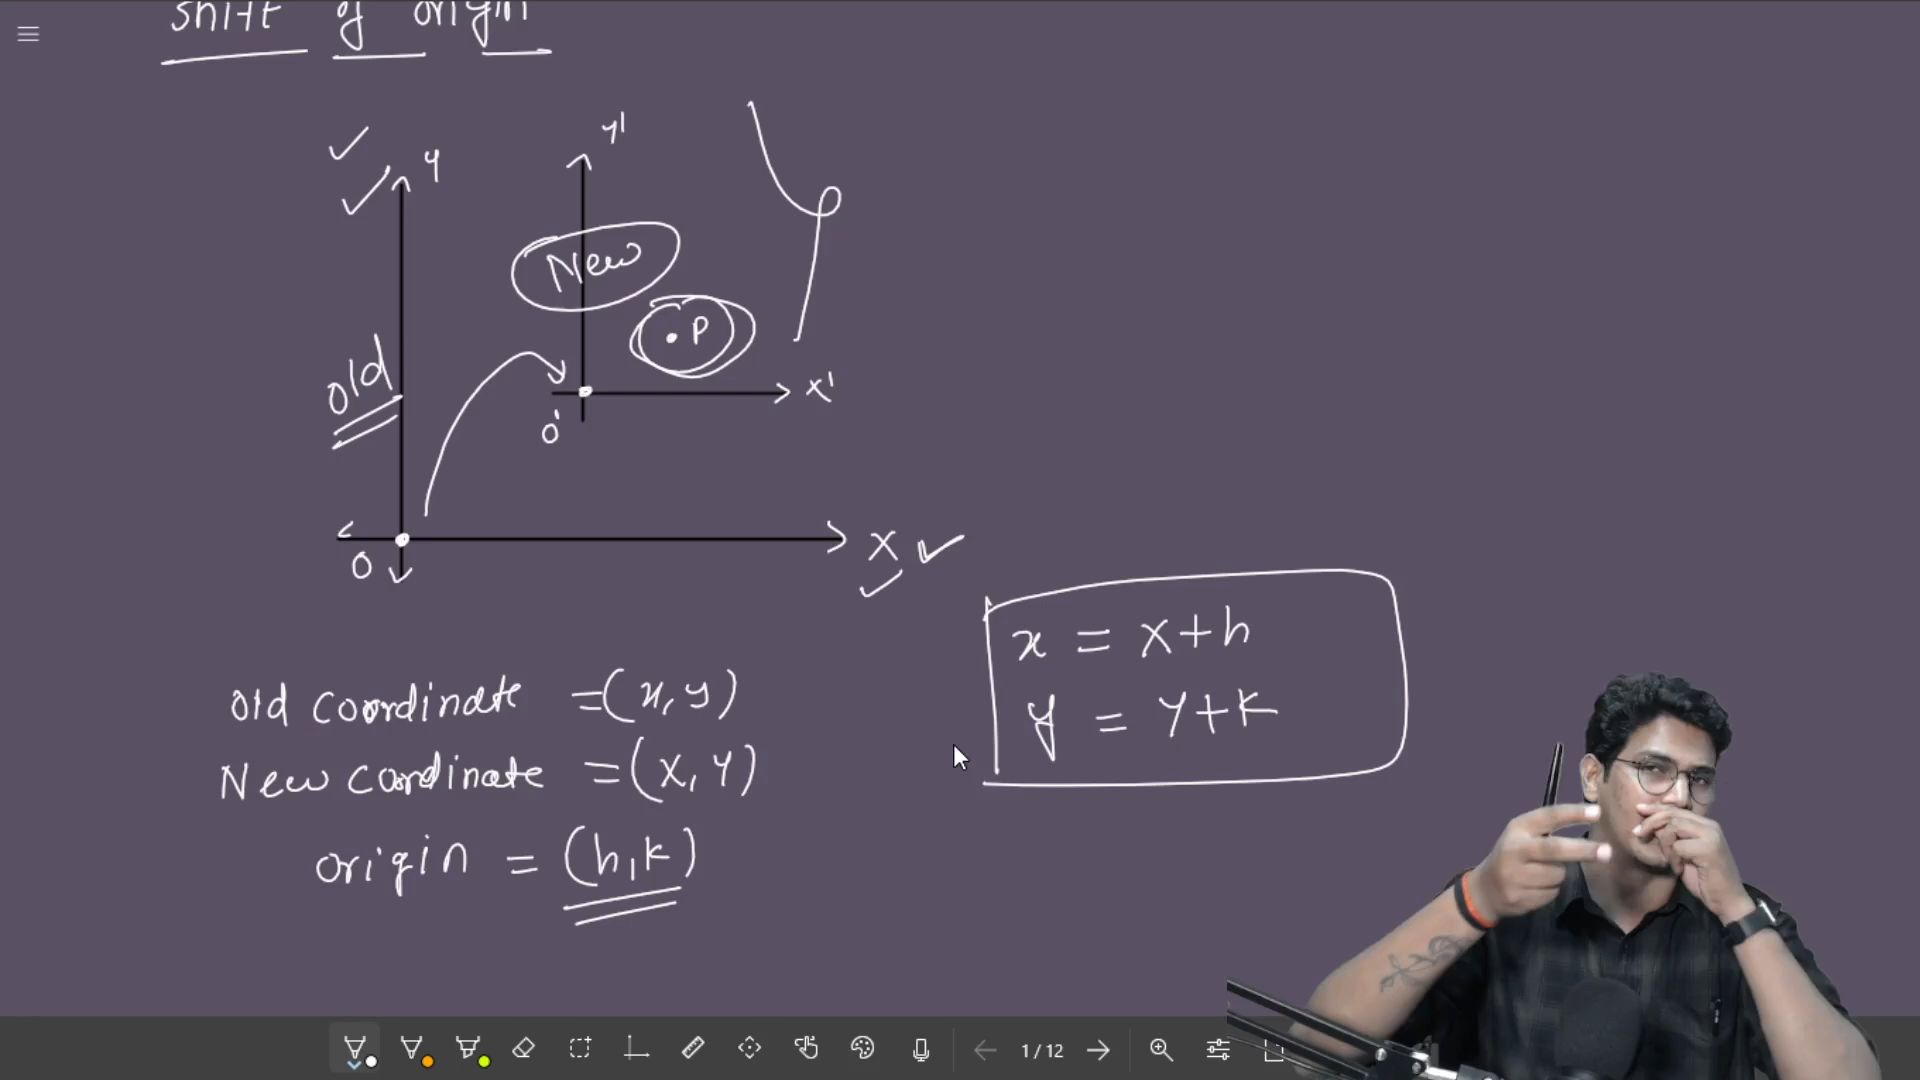 shift of origin
y'
y
New
P
old
x'
o'
x
o
x = X+h
y = Y+k
old coordinate = (x, y)
New cordinate = (X, Y)
origin = (h, k)
1 / 12